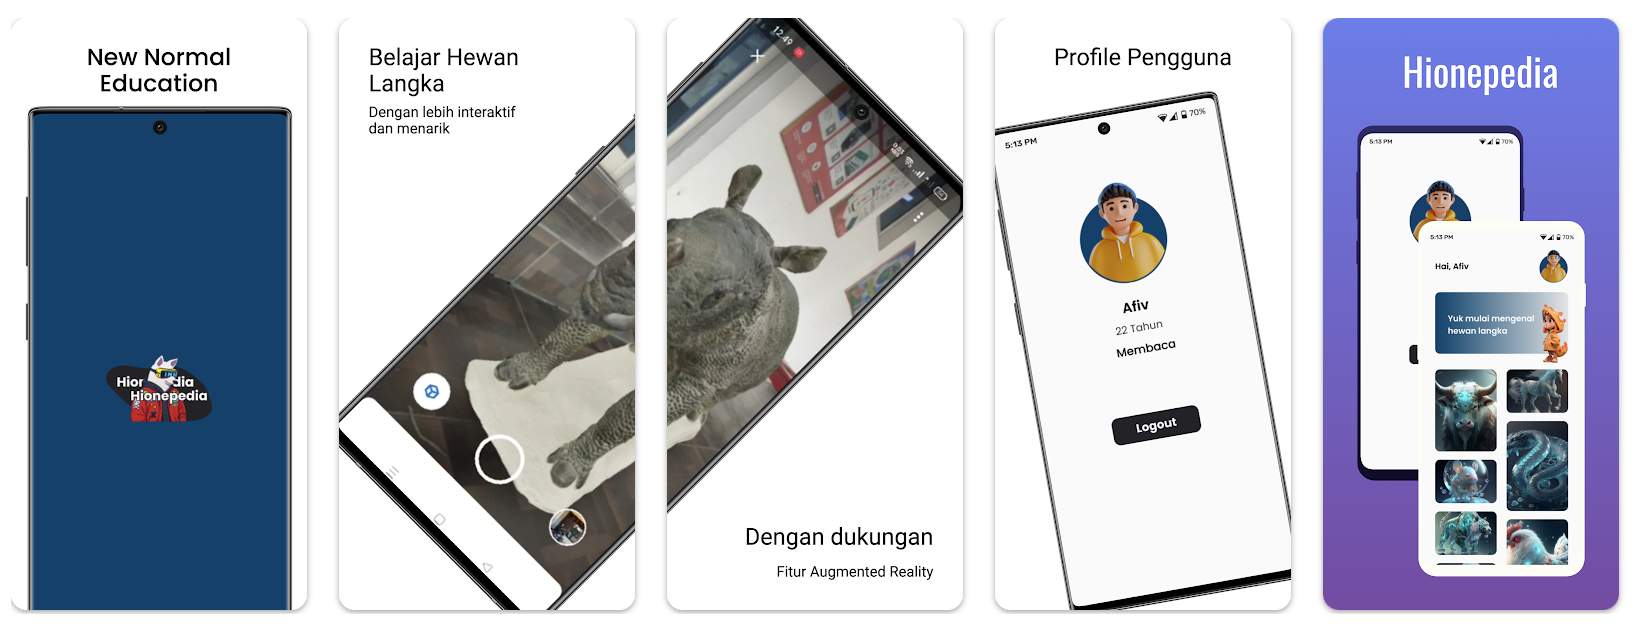 New Normal
Education
Hionepedia
Belajar Hewan
Langka
Dengan lebih interaktif
dan menarik
12.49
Dengan dukungan
Fitur Augmented Reality
Profile Pengguna
5:13 PM
70%
Afiv
22 Tahun
Membaca
Logout
Hionepedia
5:13 PM
70%
5:13 PM
70%
Hai, Afiv
Yuk mulai mengenal
hewan langka